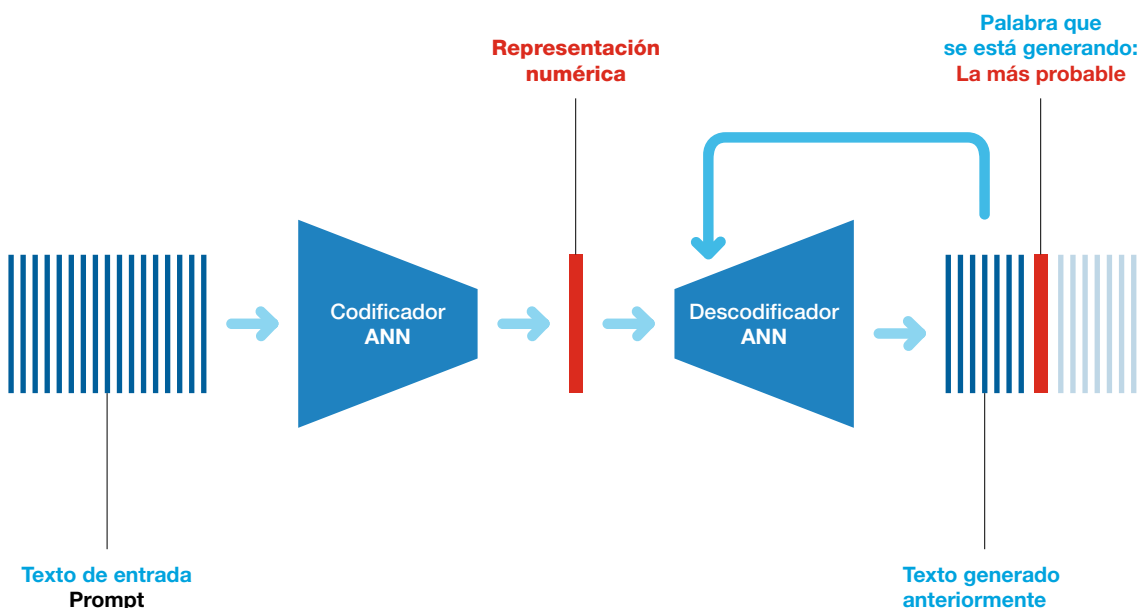 Representación
numérica
Palabra que
se está generando:
La más probable
Codificador
ANN
Descodificador
ANN
Texto de entrada
Prompt
Texto generado
anteriormente